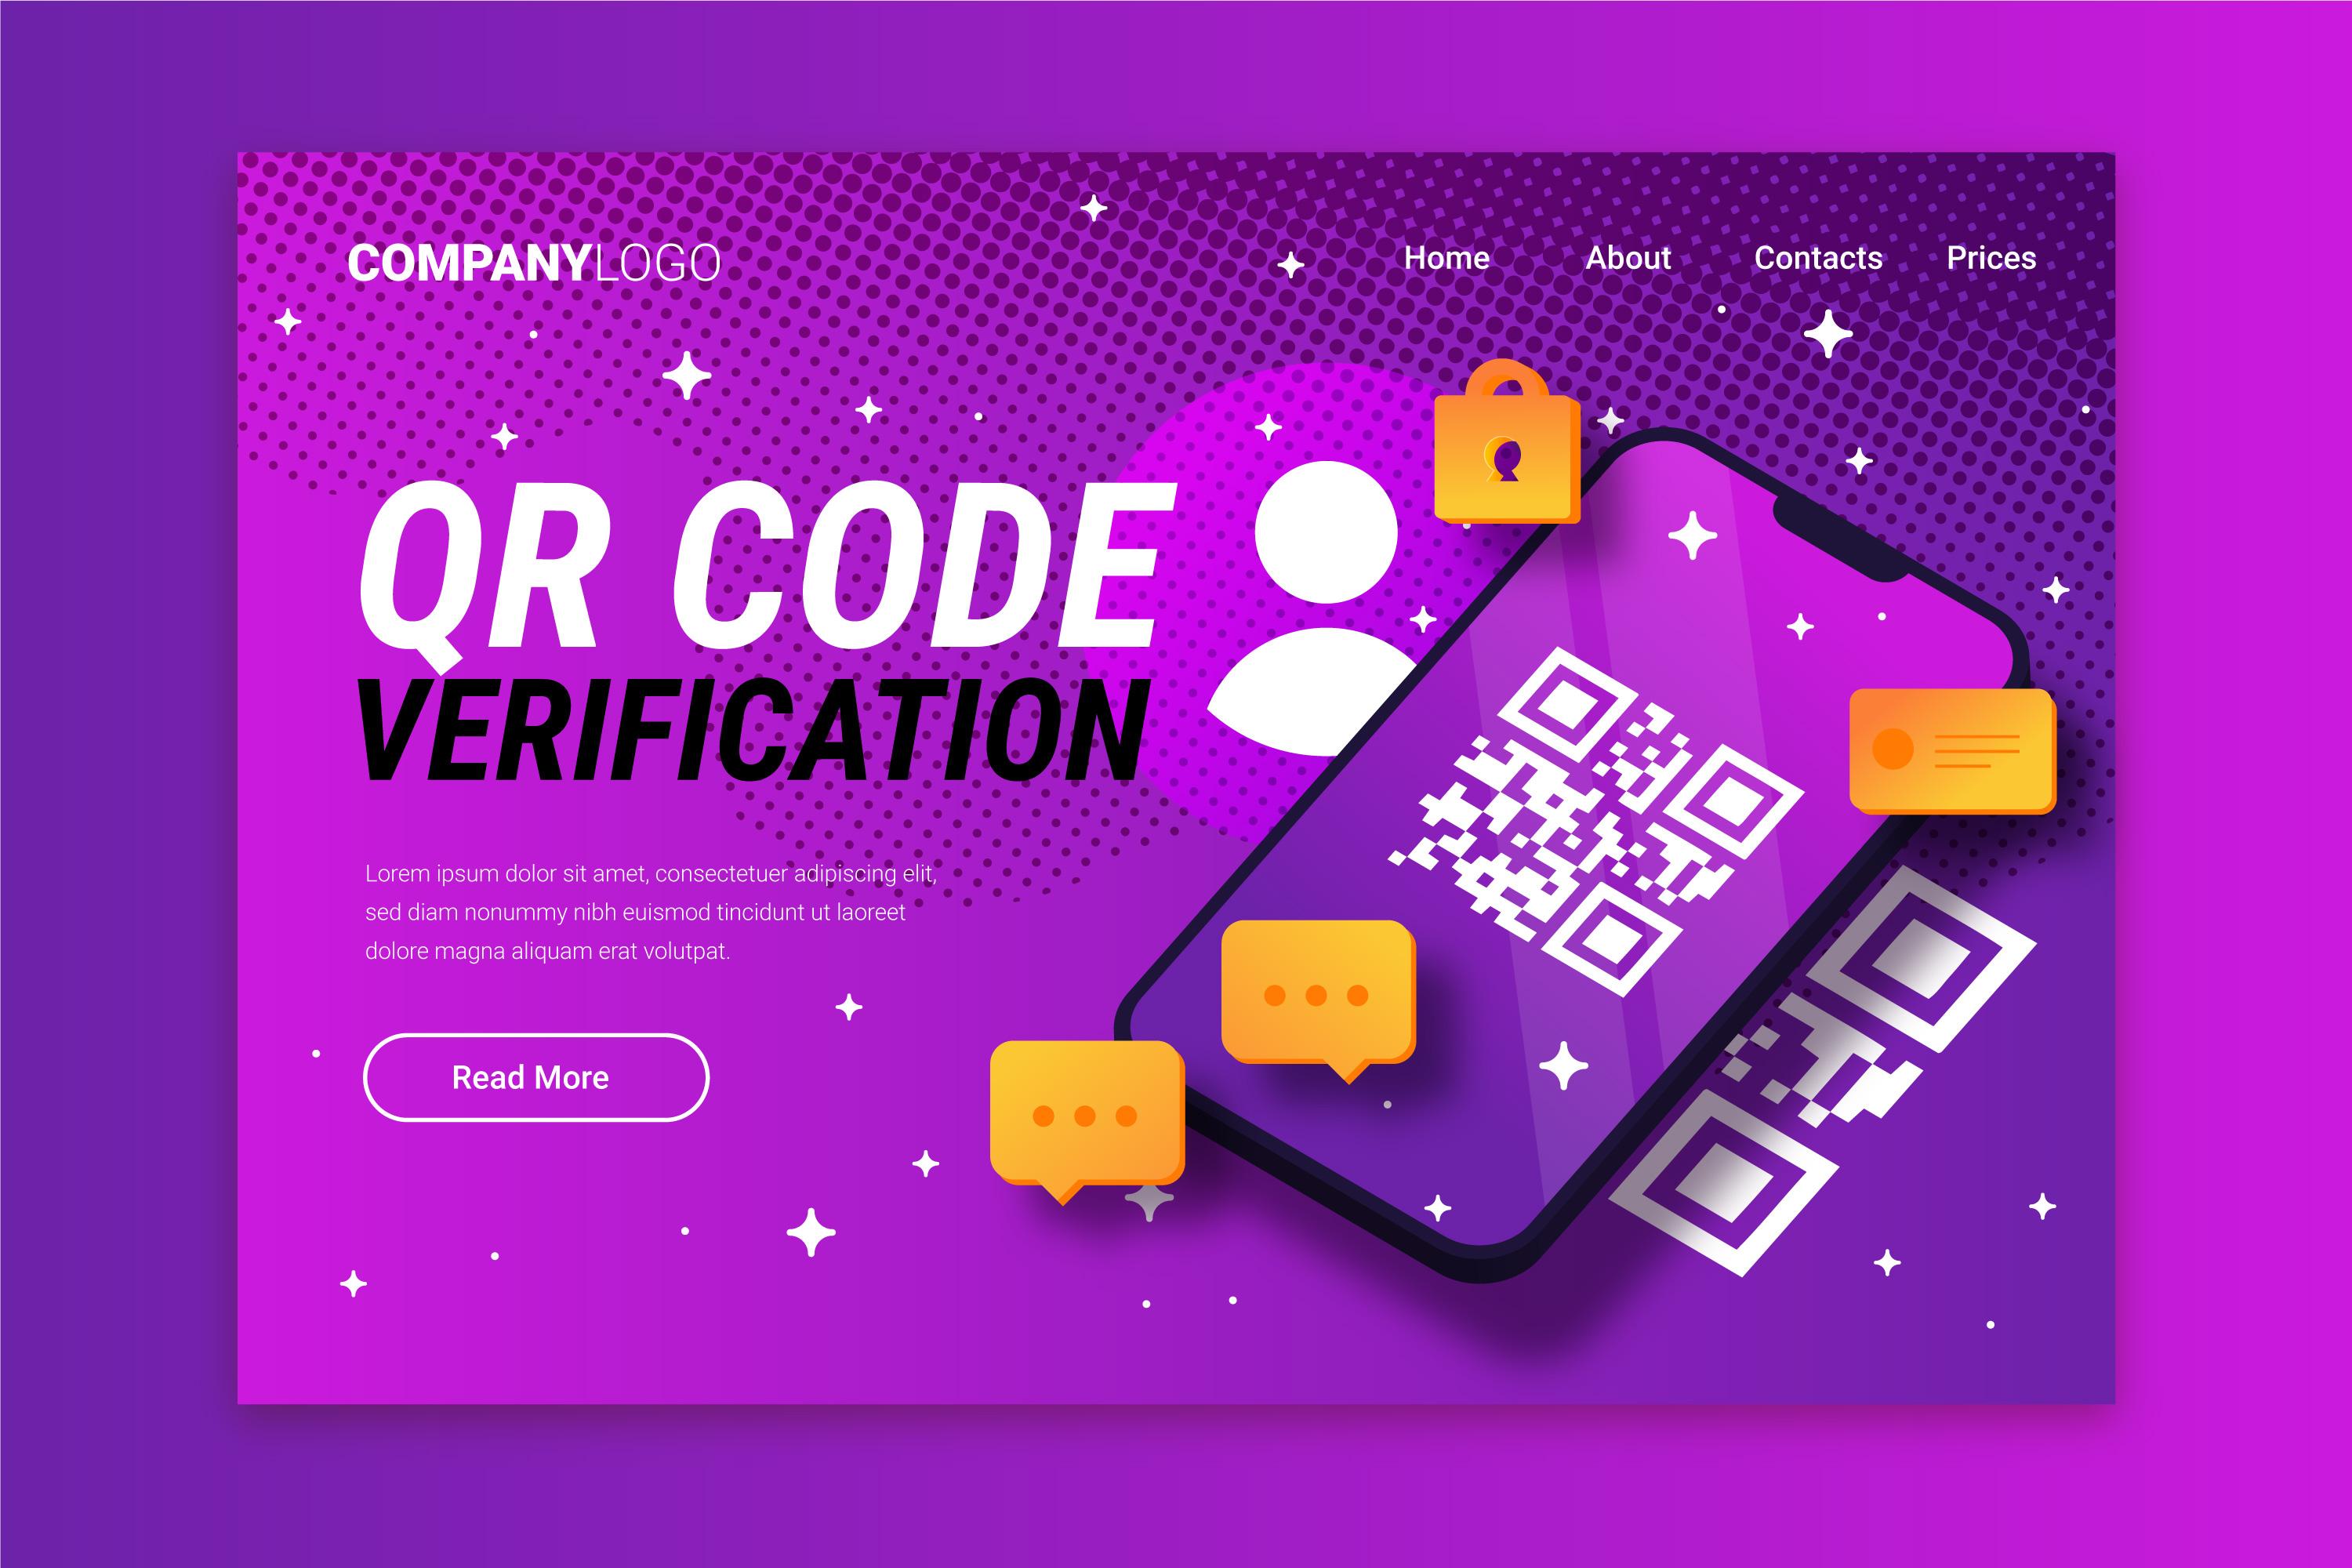 COMPANYLOGO
Home About Contacts Prices
QR CODE
VERIFICATION
Lorem ipsum dolor sit amet, consectetuer adipiscing elit,
sed diam nonummy nibh euismod tincidunt ut laoreet
dolore magna aliquam erat volutpat.
Read More